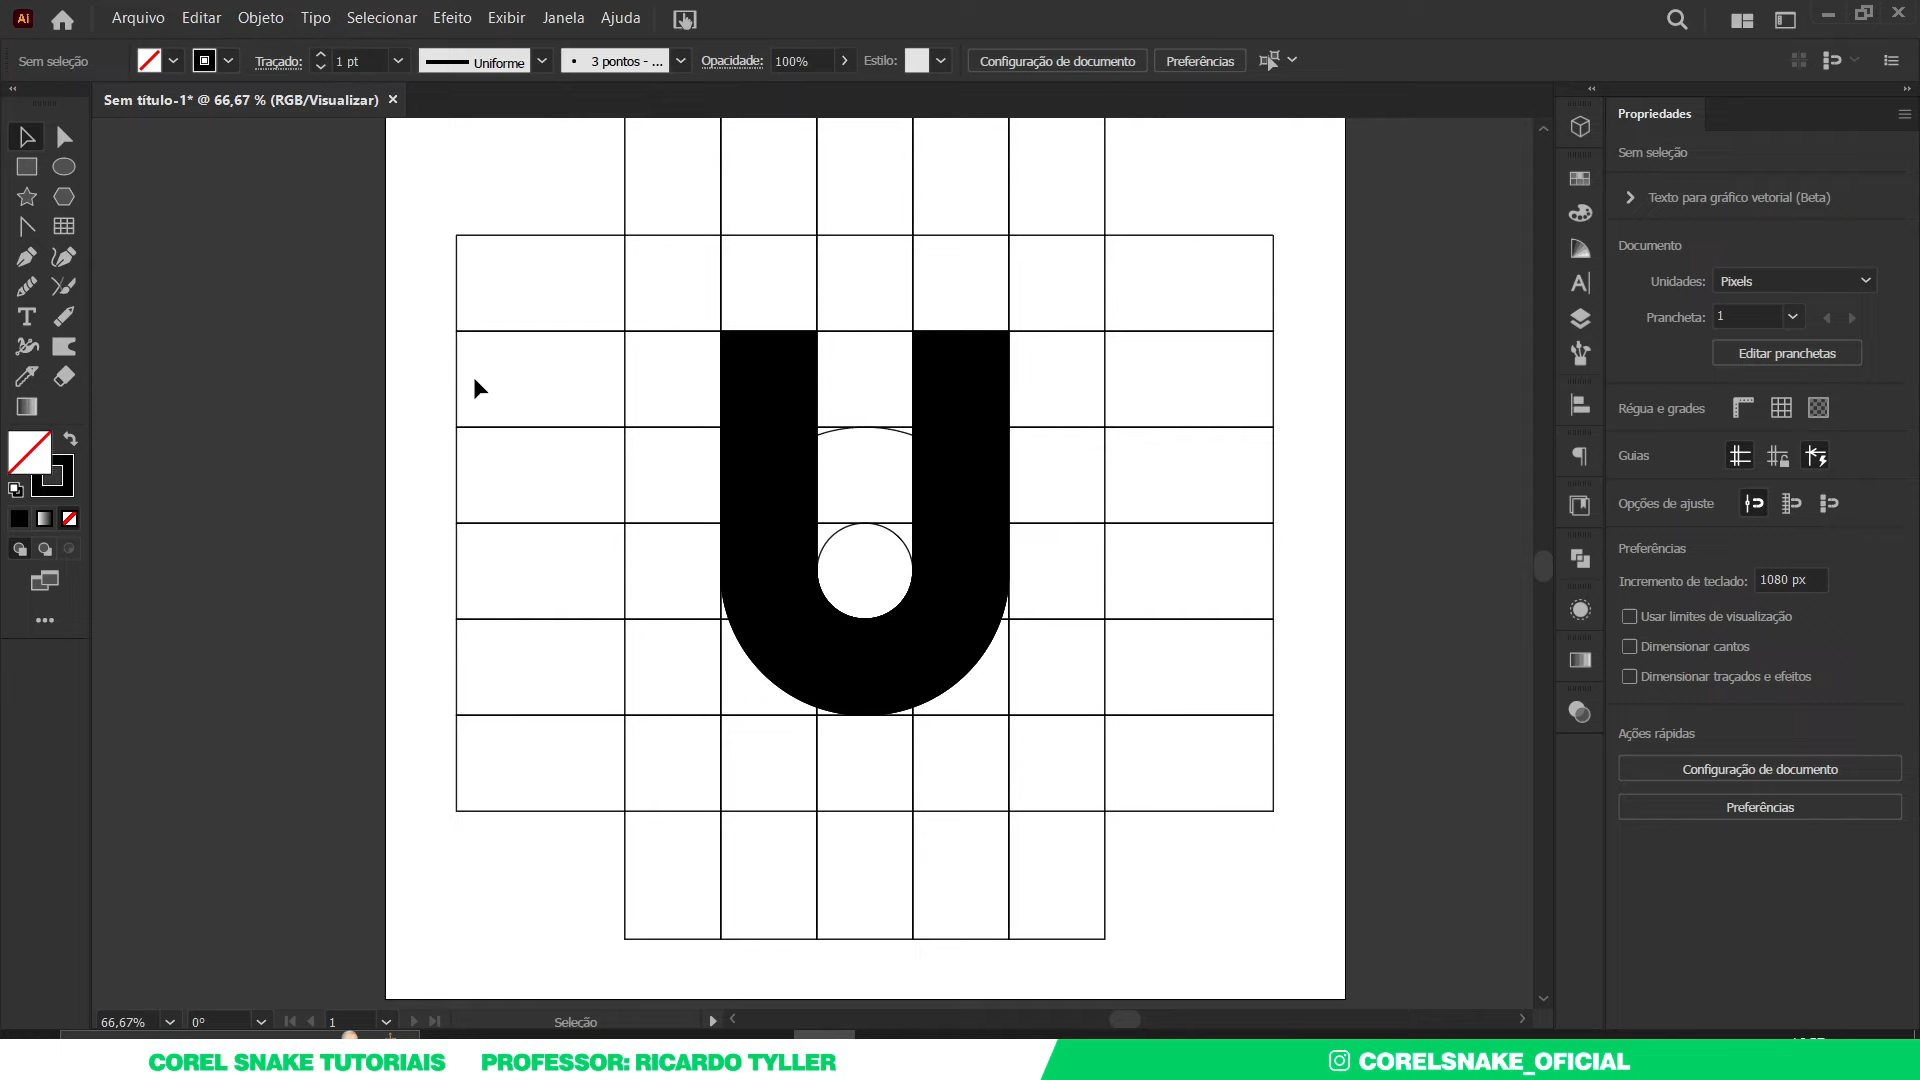 Ai Arquivo Editar Objeto Tipo Selecionar Efeito Exibir Janela Ajuda
Sem seleção Traçado: 1 pt Uniforme 3 pontos - ... Opacidade: 100% Estilo: Configuração de documento Preferências
Sem título-1* @ 66,67 % (RGB/Visualizar) ×
Propriedades
Sem seleção
Texto para gráfico vetorial (Beta)
Documento
Unidades: Pixels
Prancheta: 1
Editar pranchetas
Régua e grades
Guias
Opções de ajuste
Preferências
Incremento de teclado: 1080 px
Usar limites de visualização
Dimensionar cantos
Dimensionar traçados e efeitos
Ações rápidas
Configuração de documento
Preferências
U
66,67% 0° 1 Seleção
COREL SNAKE TUTORIAIS PROFESSOR: RICARDO TYLLER CORELSNAKE_OFICIAL